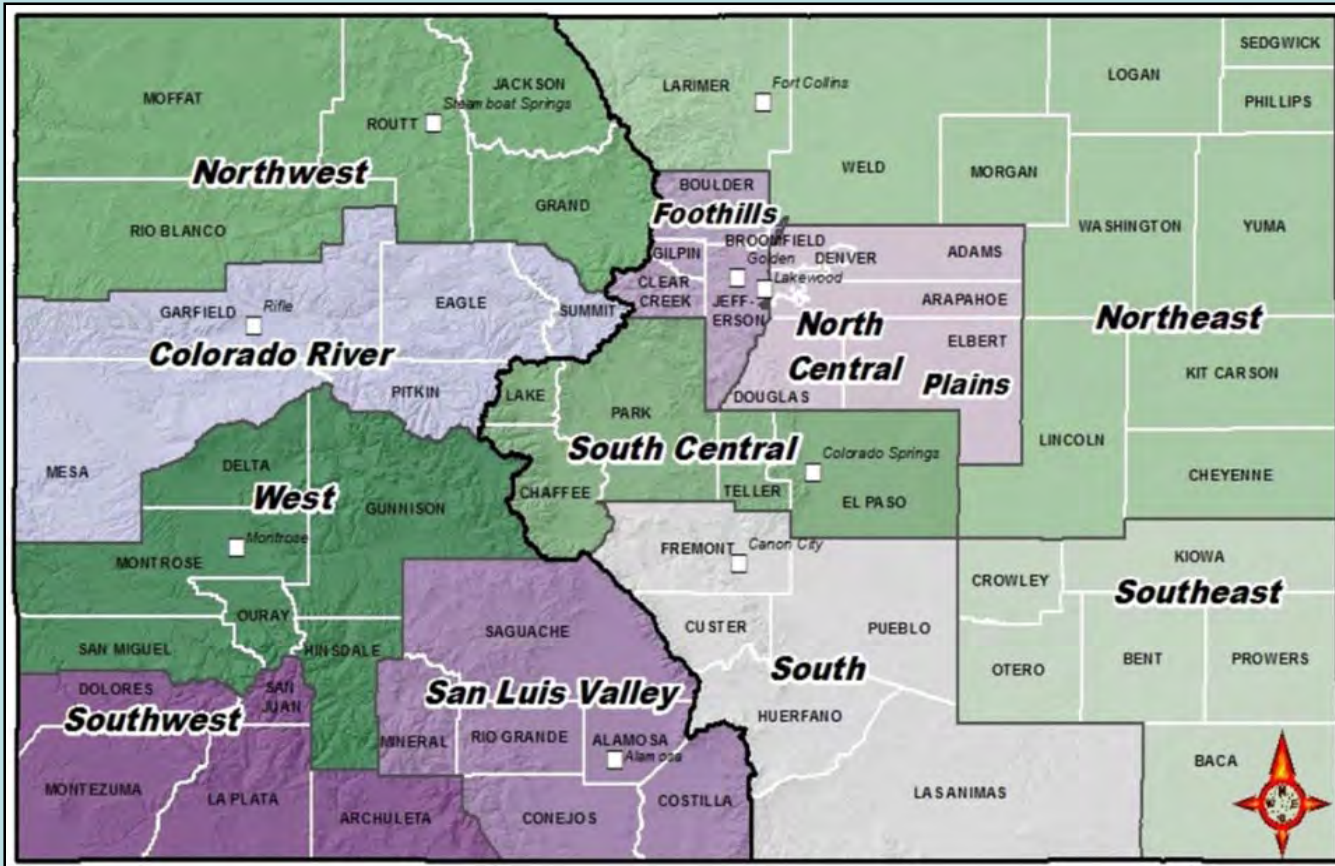 SEDGWICK
LOGAN
JACKSON
LARIMER
Fort Collins
MOFFAT
Steamboat Springs
PHILLIPS
ROUTT
WELD
MORGAN
Northwest
BOULDER
GRAND
Foothills
WASHINGTON
YUMA
RIO BLANCO
BROOMFIELD
GILPIN
Golden
DENVER
ADAMS
CLEAR
CREEK
Lakewood
JEFF-
ERSON
ARAPAHOE
GARFIELD
Rifle
EAGLE
SUMMIT
North
Central
Northeast
ELBERT
Colorado River
KIT CARSON
PITKIN
LAKE
DOUGLAS
Plains
PARK
LINCOLN
South Central
Colorado Springs
MESA
DELTA
CHEYENNE
West
CHAFFEE
TELLER
EL PASO
GUNNISON
Montrose
Canon City
FREMONT
MONTROSE
KIOWA
CROWLEY
Southeast
OURAY
CUSTER
SAGUACHE
PUEBLO
SAN MIGUEL
HINSDALE
OTERO
BENT
PROWERS
South
DOLORES
SAN
JUAN
San Luis Valley
Southwest
HUERFANO
MINERAL
RIO GRANDE
ALAMOSA
Alamosa
BACA
MONTEZUMA
LA PLATA
LAS ANIMAS
COSTILLA
ARCHULETA
CONEJOS
N
W
E
S